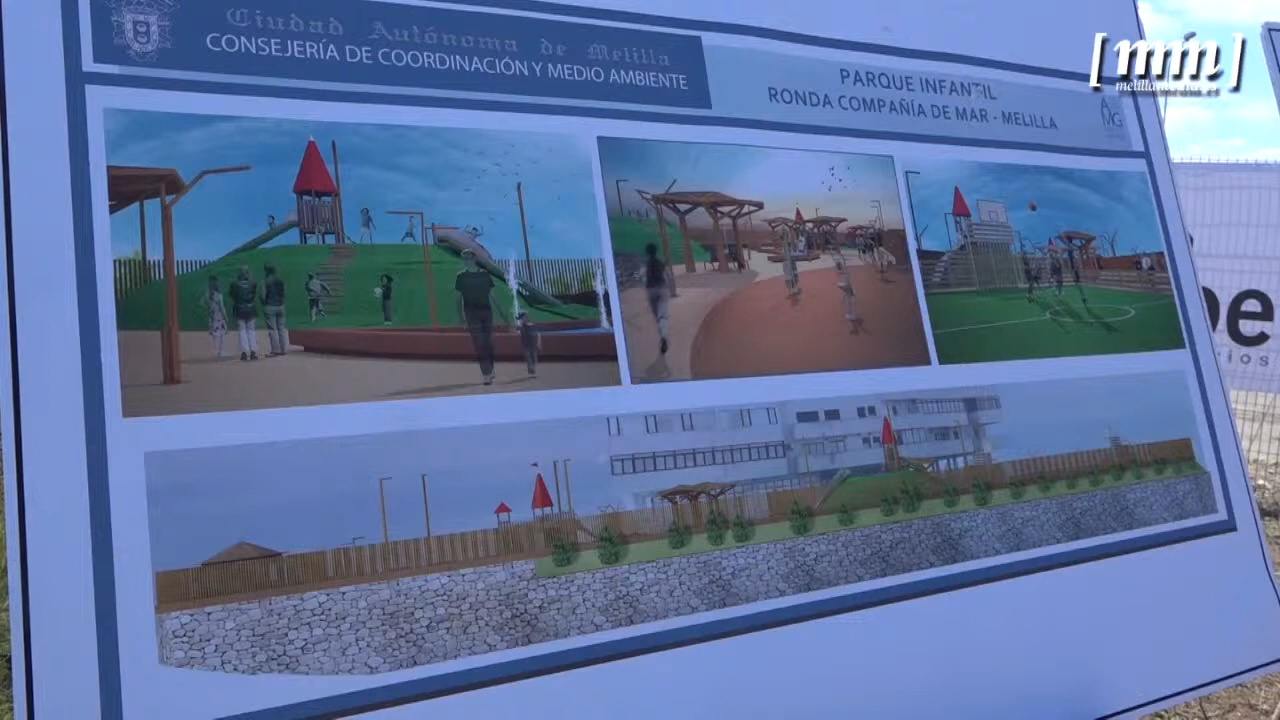 Ciudad Autónoma de Melilla
CONSEJERÍA DE COORDINACIÓN Y MEDIO AMBIENTE
PARQUE INFANTIL
RONDA COMPAÑÍA DE MAR - MELILLA
[mm]